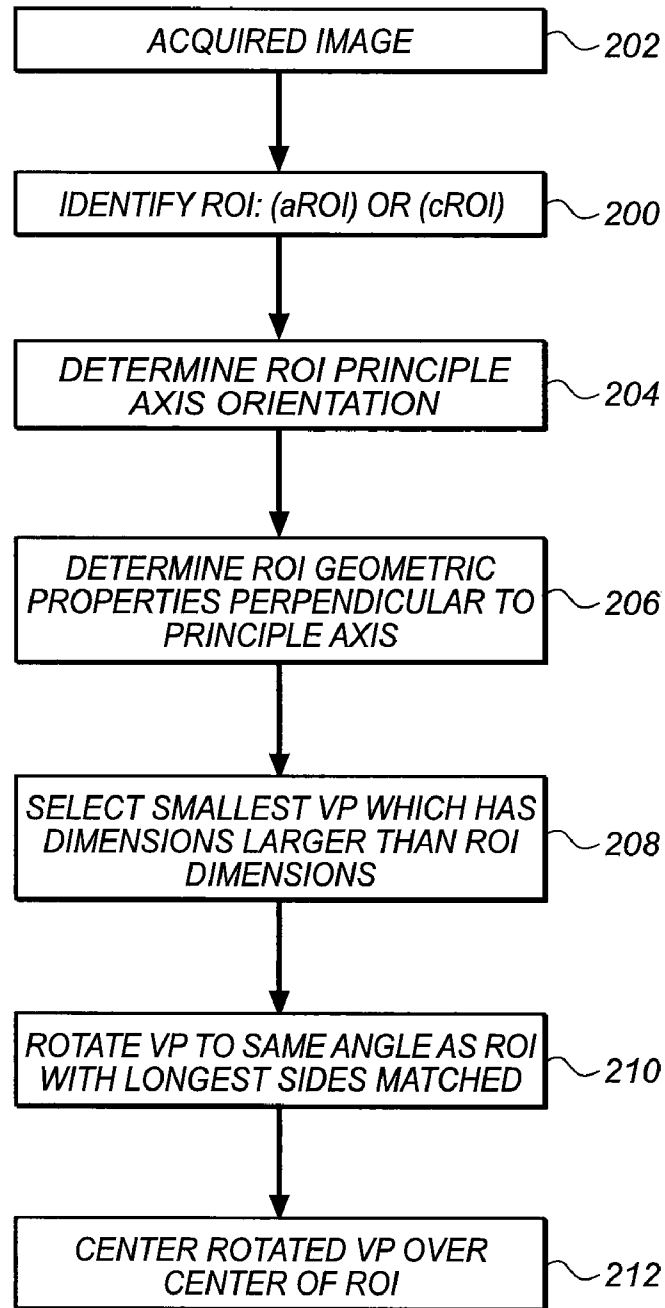 ACQUIRED IMAGE
202
IDENTIFY ROI: (aROI) OR (cROI)
200
DETERMINE ROI PRINCIPLE
AXIS ORIENTATION
204
DETERMINE ROI GEOMETRIC
PROPERTIES PERPENDICULAR TO
PRINCIPLE AXIS
206
SELECT SMALLEST VP WHICH HAS
DIMENSIONS LARGER THAN ROI
DIMENSIONS
208
ROTATE VP TO SAME ANGLE AS ROI
WITH LONGEST SIDES MATCHED
210
CENTER ROTATED VP OVER
CENTER OF ROI
212